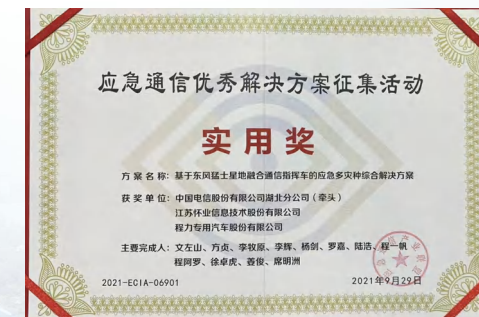 应急通信优秀解决方案征集活动
实用奖
方案名称：基于东风猛士星地融合通信指挥车的应急多灾种综合解决方案
获奖单位：中国电信股份有限公司湖北分公司（牵头）
江苏怀业信息技术股份有限公司
程力专用汽车股份有限公司
主要完成人：文左山、方贞、李牧原、李辉、杨剑、罗嘉、陆浩、程一帆
程阿罗、徐卓虎、姜俊、席明洲
2021-ECIA-06901
2021年9月29日